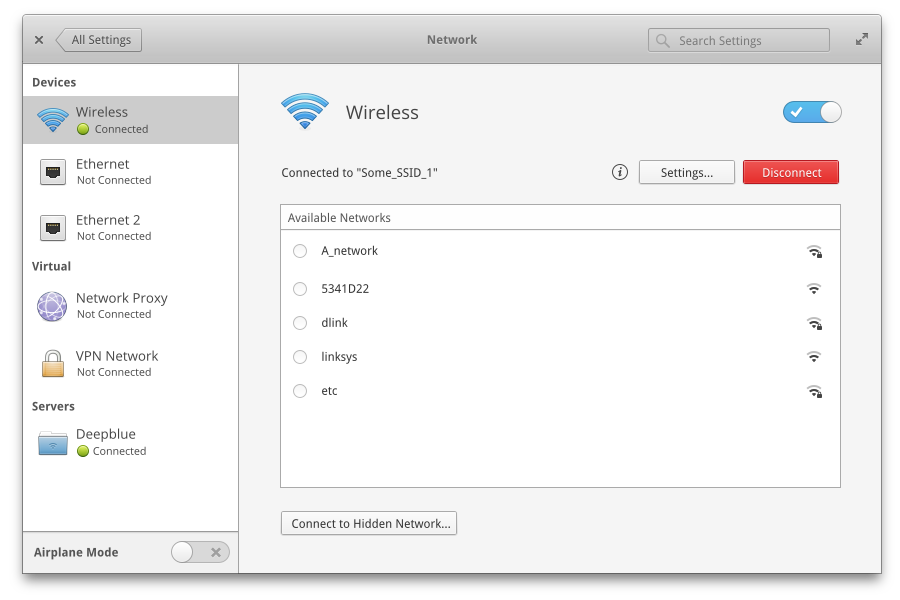 All Settings
Network
Search Settings
Devices
Wireless
Connected
Ethernet
Not Connected
Ethernet 2
Not Connected
Virtual
Network Proxy
Not Connected
VPN Network
Not Connected
Servers
Deepblue
Connected
Airplane Mode
Wireless
Connected to "Some_SSID_1"
Settings...
Disconnect
Available Networks
A_network
5341D22
dlink
linksys
etc
Connect to Hidden Network...